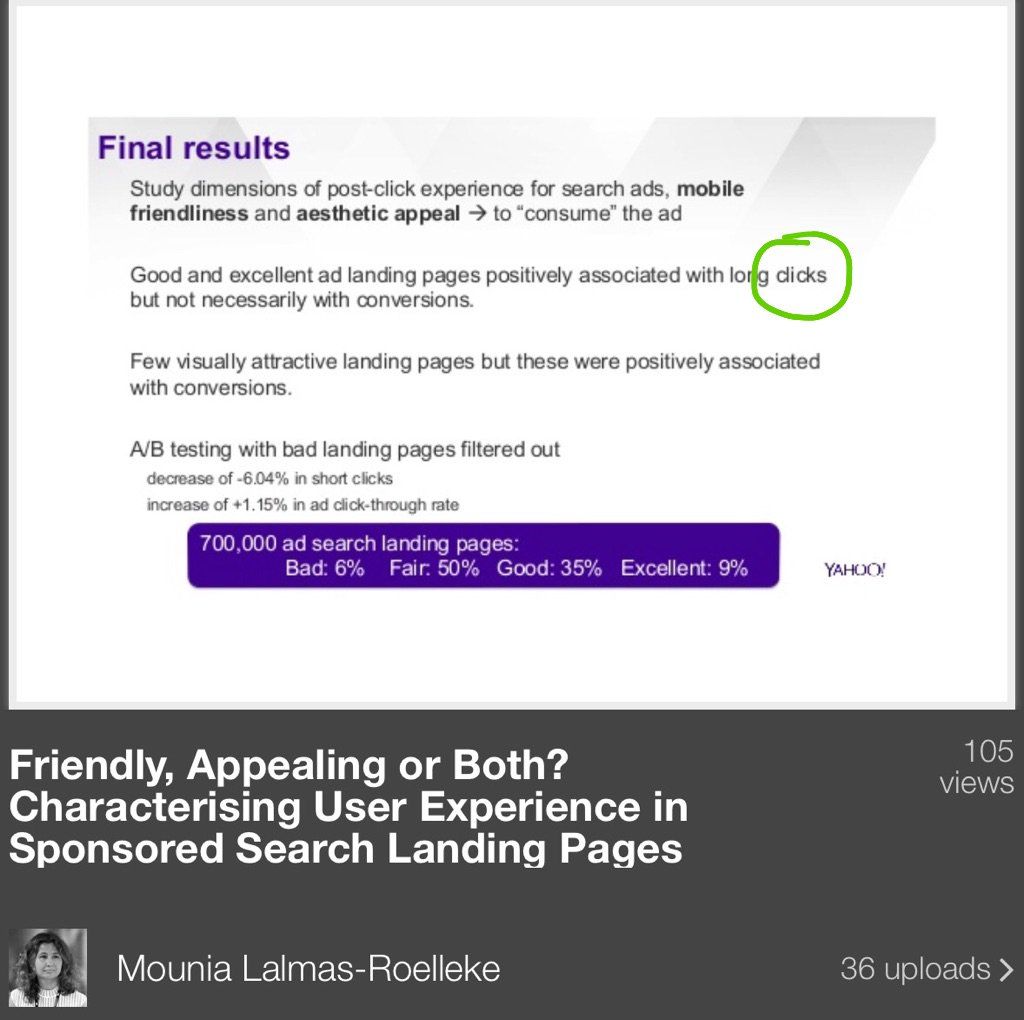 Final results
Study dimensions of post-click experience for search ads, mobile
friendliness and aesthetic appeal → to “consume” the ad
Good and excellent ad landing pages positively associated with long clicks
but not necessarily with conversions.
Few visually attractive landing pages but these were positively associated
with conversions.
A/B testing with bad landing pages filtered out
decrease of -6.04% in short clicks
increase of +1.15% in ad click-through rate
700,000 ad search landing pages:
Bad: 6% Fair: 50% Good: 35% Excellent: 9%
YAHOO!
Friendly, Appealing or Both?
Characterising User Experience in
Sponsored Search Landing Pages
105
views
Mounia Lalmas-Roelleke
36 uploads